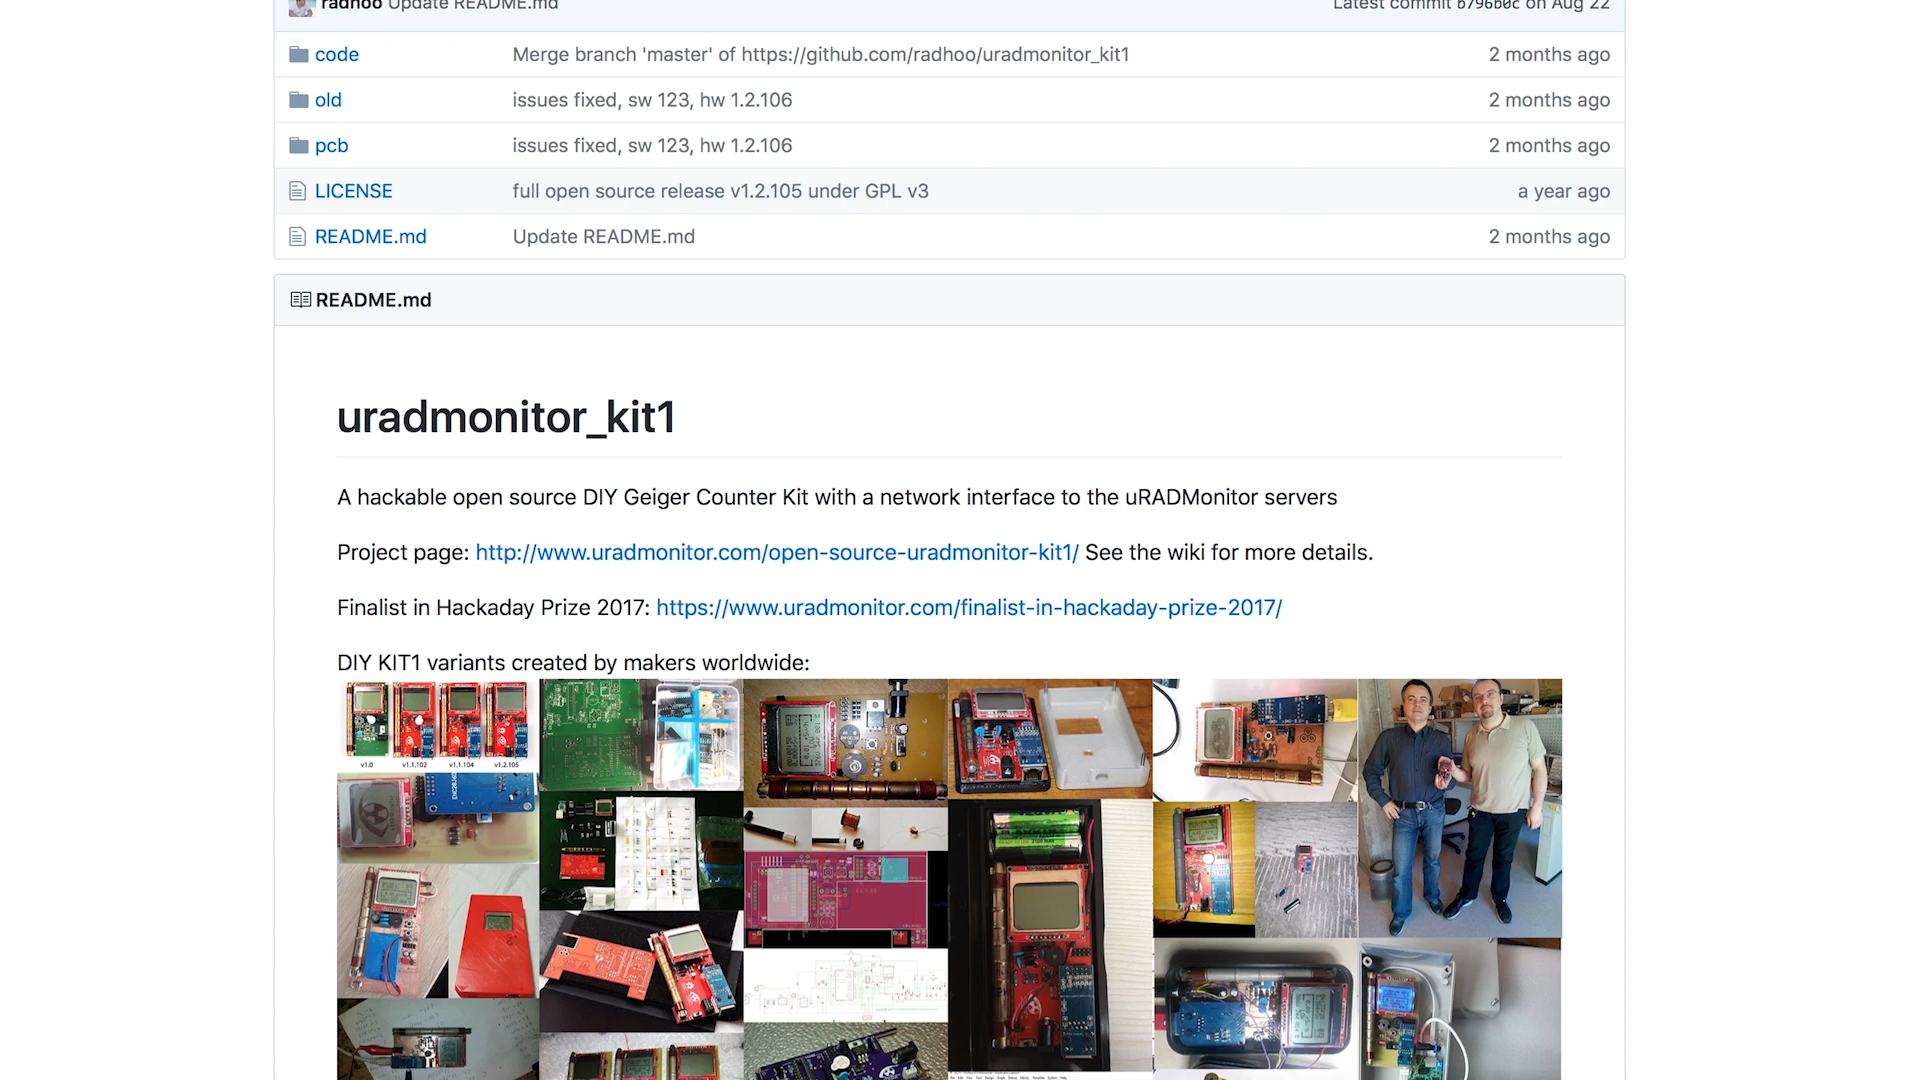 radhoo Update README.md Latest commit b796b0c on Aug 22
code Merge branch 'master' of https://github.com/radhoo/uradmonitor_kit1 2 months ago
old issues fixed, sw 123, hw 1.2.106 2 months ago
pcb issues fixed, sw 123, hw 1.2.106 2 months ago
LICENSE full open source release v1.2.105 under GPL v3 a year ago
README.md Update README.md 2 months ago
README.md
uradmonitor_kit1
A hackable open source DIY Geiger Counter Kit with a network interface to the uRADMonitor servers
Project page: http://www.uradmonitor.com/open-source-uradmonitor-kit1/ See the wiki for more details.
Finalist in Hackaday Prize 2017: https://www.uradmonitor.com/finalist-in-hackaday-prize-2017/
DIY KIT1 variants created by makers worldwide:
v1.0 v1.1.102 v1.1.104 v1.2.105